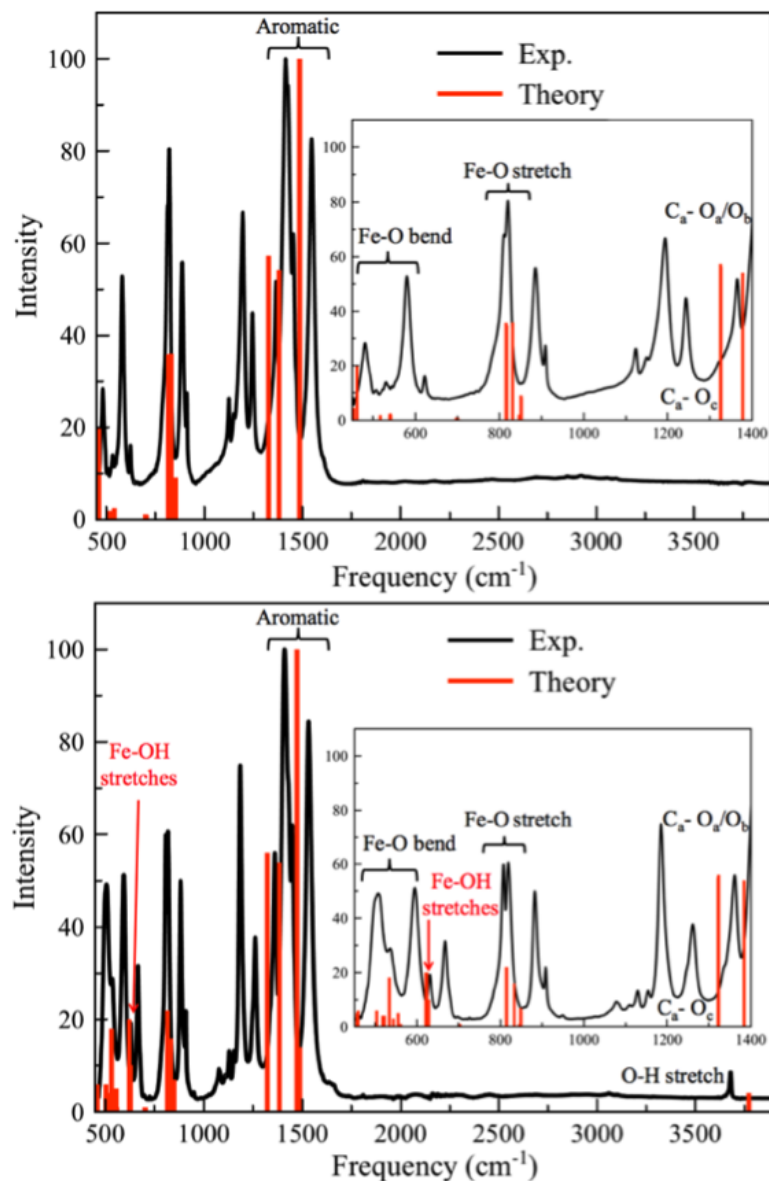 Aromatic
100
80
60
40
20
0
Intensity
Exp.
Theory
100
80
60
40
20
0
Fe-O bend
Fe-O stretch
Ca- Oa/Ob
Ca- Oc
600 800 1000 1200 1400
500 1000 1500 2000 2500 3000 3500
Frequency (cm-1)
Aromatic
100
80
60
40
20
0
Intensity
Exp.
Theory
Fe-OH
stretches
100
80
60
40
20
0
Fe-O bend
Fe-O stretch
Fe-OH
stretches
Ca- Oa/Ob
Ca- Oc
600 800 1000 1200 1400
O-H stretch
500 1000 1500 2000 2500 3000 3500
Frequency (cm-1)